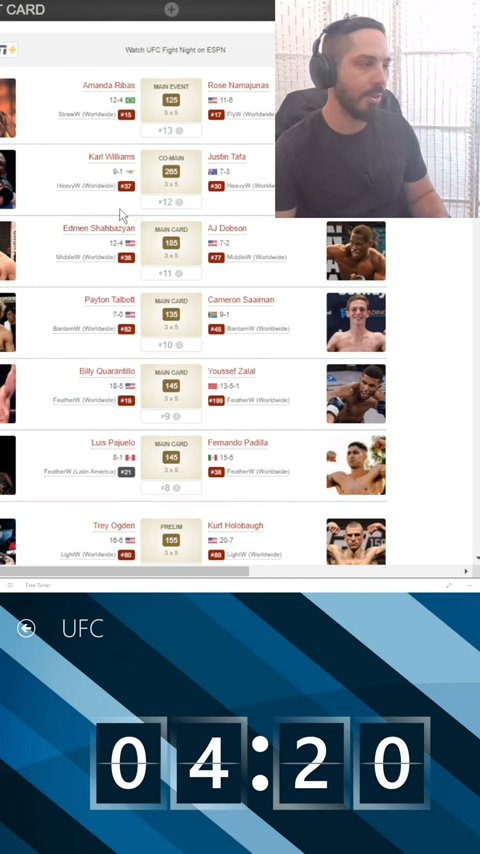 T CARD
Watch UFC Fight Night on ESPN
Amanda Ribas MAIN EVENT Rose Namajunas
12-4 125 11-6
StrawW (Worldwide) #15 5 x 5 #17 FlyW (Worldwide)
#13
Karl Williams CO-MAIN Justin Tafa
9-1 265 7-3
HeavyW (Worldwide) #37 3 x 5 #30 HeavyW (Worldwide)
#12
Edmen Shahbazyan MAIN CARD AJ Dobson
12-4 185 7-2
MiddleW (Worldwide) #36 3 x 5 #77 MiddleW (Worldwide)
#11
Payton Talbott MAIN CARD Cameron Saaiman
7-0 135 9-1
BantamW (Worldwide) #82 3 x 5 #45 BantamW (Worldwide)
#10
Billy Quarantillo MAIN CARD Youssef Zalal
18-5 145 13-5-1
FeatherW (Worldwide) #19 3 x 5 #199 FeatherW (Worldwide)
#9
Luis Pajuelo MAIN CARD Fernando Padilla
8-1 145 15-5
FeatherW (Latin America) #21 3 x 5 #38 FeatherW (Worldwide)
#8
Trey Ogden PRELIM Kurt Holobaugh
16-6 155 20-7
LightW (Worldwide) #80 3 x 5 #89 LightW (Worldwide)
Free Timer
UFC
04:20